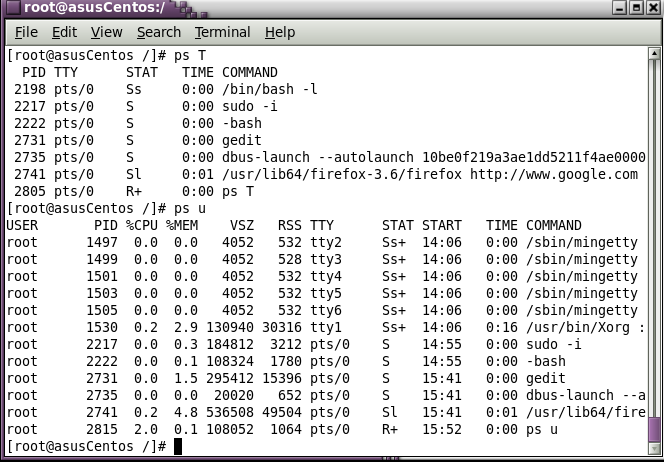 root@asusCentos:/
File Edit View Search Terminal Help
[root@asusCentos /]# ps T
  PID TTY      STAT   TIME COMMAND
 2198 pts/0    Ss     0:00 /bin/bash -l
 2217 pts/0    S      0:00 sudo -i
 2222 pts/0    S      0:00 -bash
 2731 pts/0    S      0:00 gedit
 2735 pts/0    S      0:00 dbus-launch --autolaunch 10be0f219a3ae1dd5211f4ae0000
 2741 pts/0    Sl     0:01 /usr/lib64/firefox-3.6/firefox http://www.google.com
 2805 pts/0    R+     0:00 ps T
[root@asusCentos /]# ps u
USER       PID %CPU %MEM    VSZ   RSS TTY      STAT START   TIME COMMAND
root      1497  0.0  0.0   4052   532 tty2     Ss+  14:06   0:00 /sbin/mingetty
root      1499  0.0  0.0   4052   528 tty3     Ss+  14:06   0:00 /sbin/mingetty
root      1501  0.0  0.0   4052   532 tty4     Ss+  14:06   0:00 /sbin/mingetty
root      1503  0.0  0.0   4052   532 tty5     Ss+  14:06   0:00 /sbin/mingetty
root      1505  0.0  0.0   4052   532 tty6     Ss+  14:06   0:00 /sbin/mingetty
root      1530  0.2  2.9 130940 30316 tty1     Ss+  14:06   0:16 /usr/bin/Xorg :
root      2217  0.0  0.3 184812  3212 pts/0    S    14:55   0:00 sudo -i
root      2222  0.0  0.1 108324  1780 pts/0    S    14:55   0:00 -bash
root      2731  0.0  1.5 295412 15396 pts/0    S    15:41   0:00 gedit
root      2735  0.0  0.0  20020   652 pts/0    S    15:41   0:00 dbus-launch --a
root      2741  0.2  4.8 536508 49504 pts/0    Sl   15:41   0:01 /usr/lib64/fire
root      2815  2.0  0.1 108052  1064 pts/0    R+   15:52   0:00 ps u
[root@asusCentos /]#